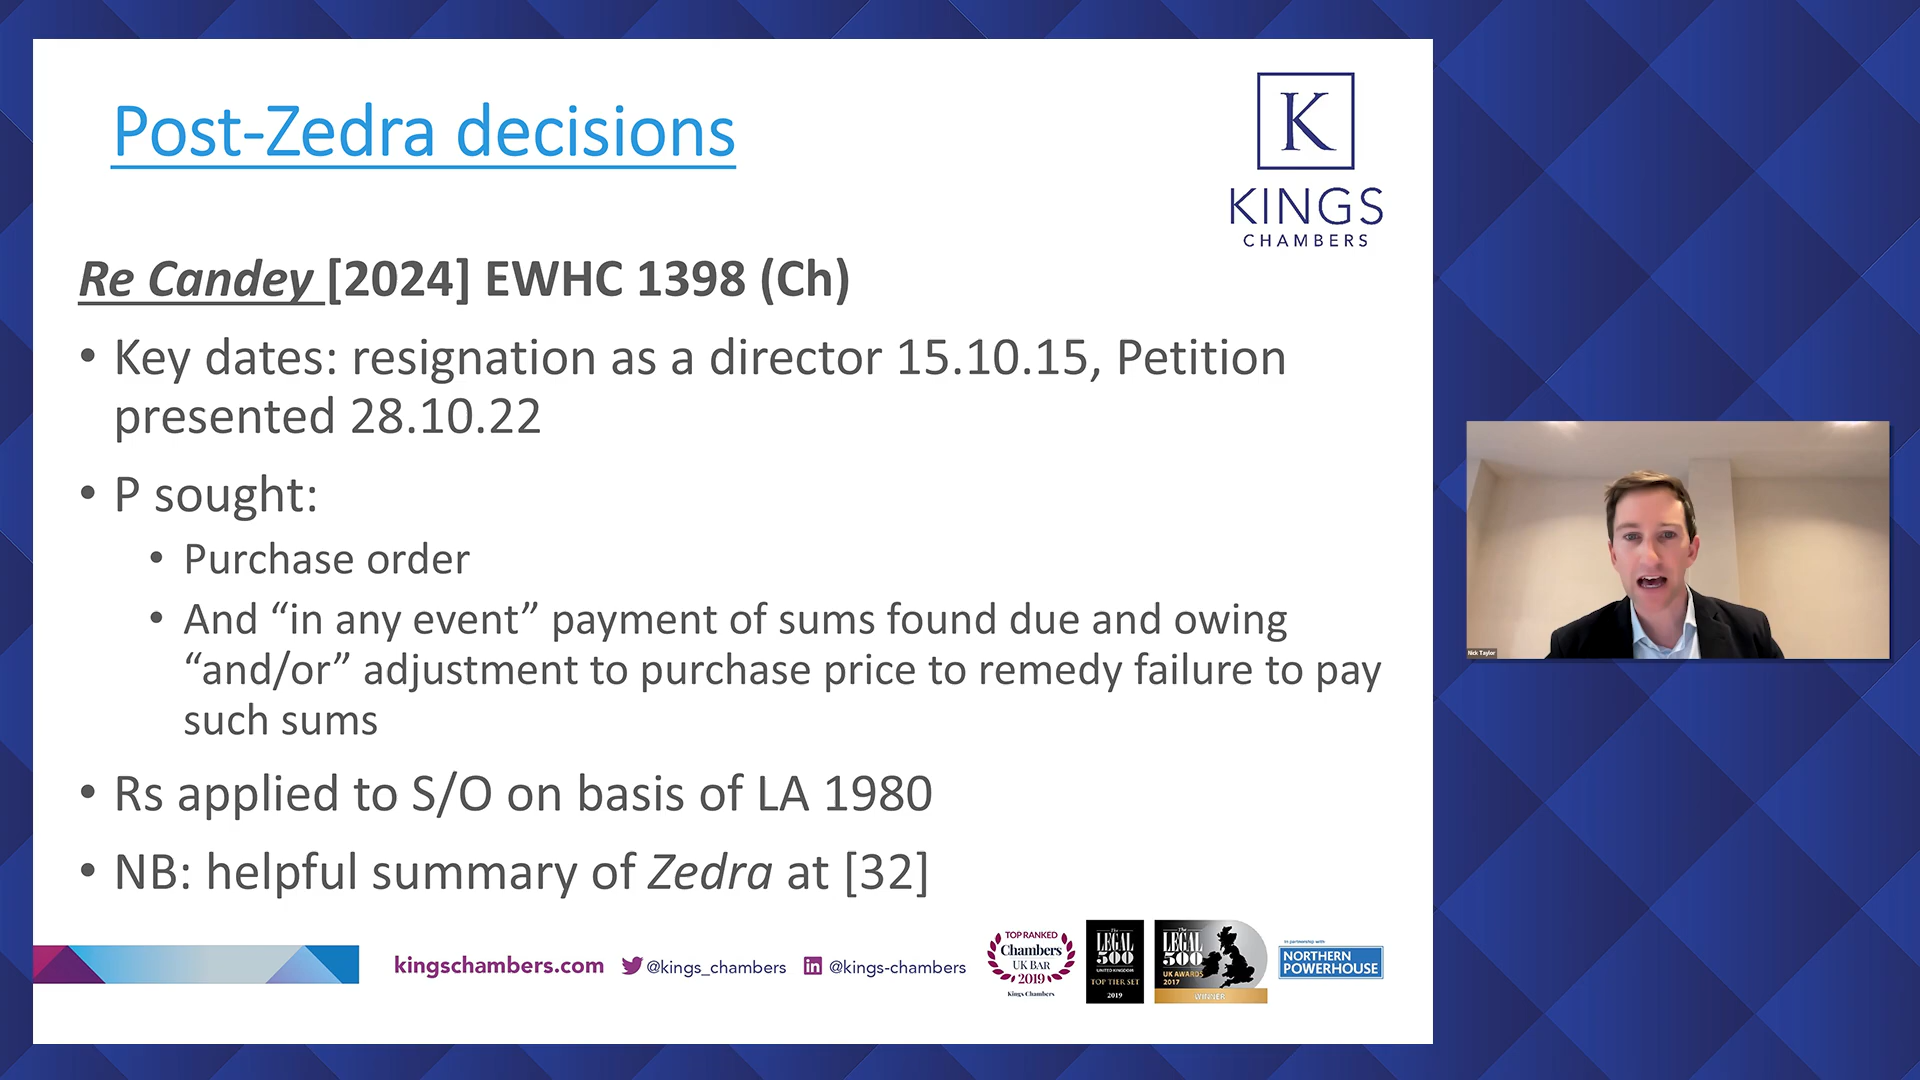 Post-Zedra decisions
K
KINGS
CHAMBERS
Re Candey [2024] EWHC 1398 (Ch)
• Key dates: resignation as a director 15.10.15, Petition
presented 28.10.22
• P sought:
• Purchase order
• And “in any event” payment of sums found due and owing
“and/or” adjustment to purchase price to remedy failure to pay
such sums
• Rs applied to S/O on basis of LA 1980
• NB: helpful summary of Zedra at [32]
Nick Taylor
kingschambers.com @kings_chambers in @kings-chambers
TOP RANKED
Chambers
UK BAR
2019
Kings Chambers
The
LEGAL
500
UNITED KINGDOM
TOP TIER SET
2019
The
LEGAL
500
UK AWARDS
2017
WINNER
in partnership with
NORTHERN
POWERHOUSE